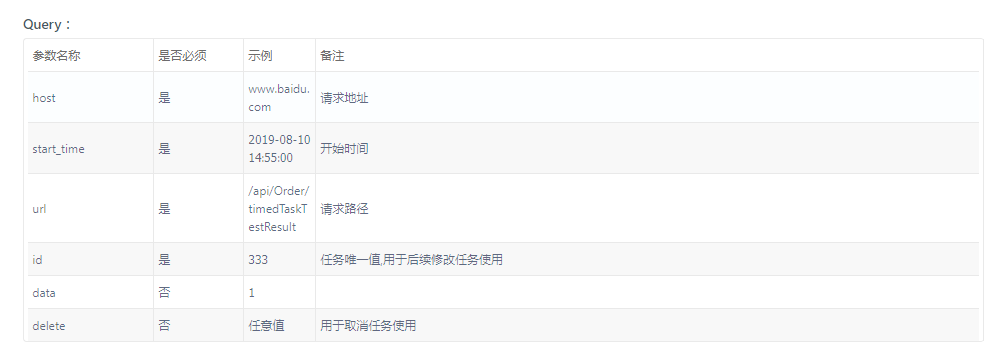 Query：
参数名称 是否必须 示例 备注
host 是 www.baidu.
com 请求地址
start_time 是 2019-08-10
14:55:00 开始时间
url 是 /api/Order/
timedTaskT
estResult 请求路径
id 是 333 任务唯一值,用于后续修改任务使用
data 否 1
delete 否 任意值 用于取消任务使用